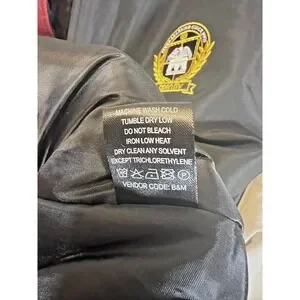 MACHINE WASH COLD
TUMBLE DRY LOW
DO NOT BLEACH
IRON LOW HEAT
DRY CLEAN ANY SOLVENT
EXCEPT TRICHLORETHYLENE
VENDOR CODE: B&M